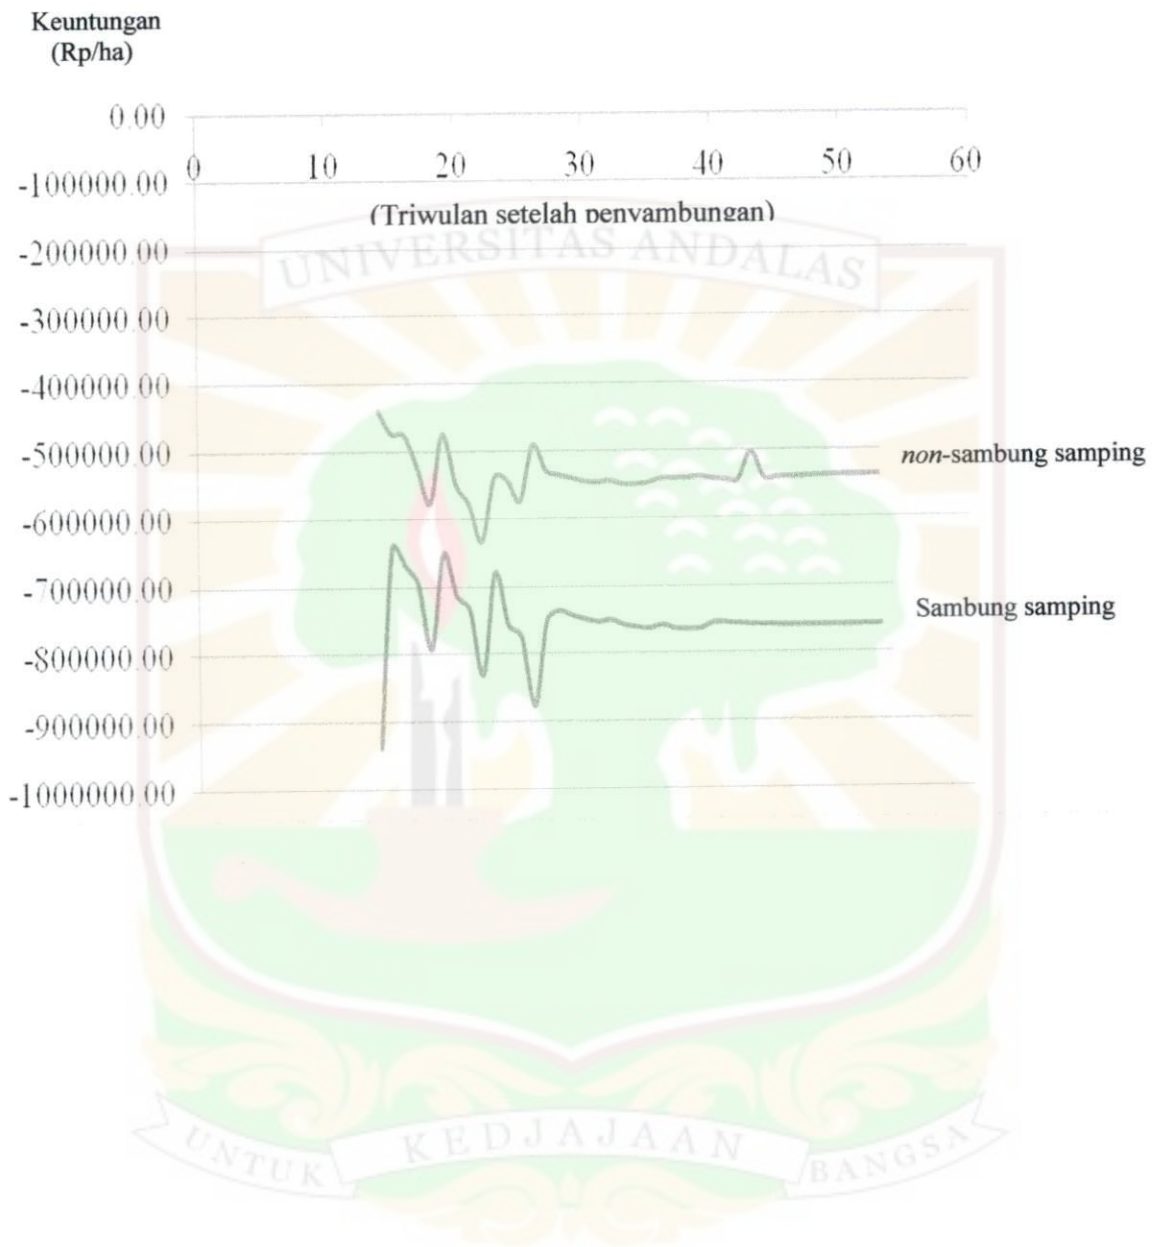 Keuntungan
(Rp/ha)
0.00
0 10 20 30 40 50 60
-100000.00
(Triwulan setelah penyambungan)
-200000.00
UNIVERSITAS ANDALAS
-300000.00
-400000.00
-500000.00
non-sambung samping
-600000.00
-700000.00
Sambung samping
-800000.00
-900000.00
-1000000.00
UNTUK KEDJAJAAN BANGSA